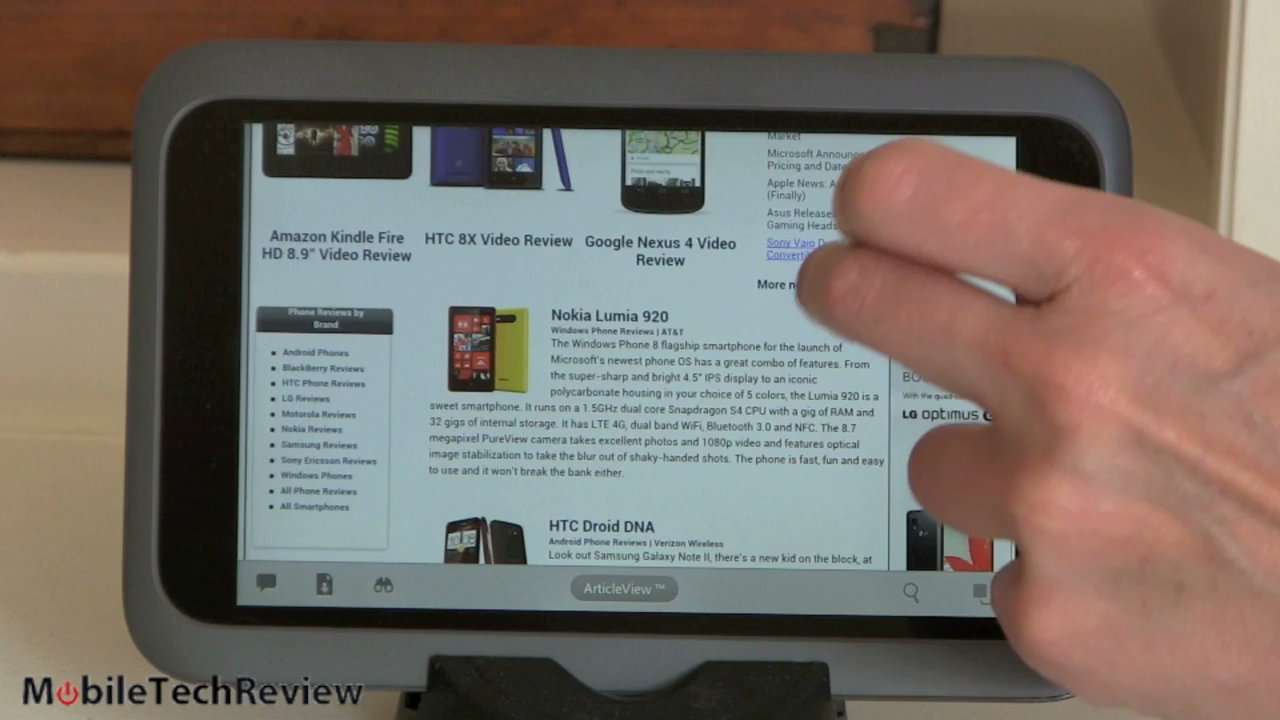 Market
Microsoft Announ
Pricing and Date
Apple News: A
(Finally)
Asus Release
Gaming Heads
Sony Vaio D
Convertib
More n
Amazon Kindle Fire
HD 8.9" Video Review
HTC 8X Video Review
Google Nexus 4 Video
Review
Phone Reviews by
Brand
Android Phones
BlackBerry Reviews
HTC Phone Reviews
LG Reviews
Motorola Reviews
Nokia Reviews
Samsung Reviews
Sony Ericsson Reviews
Windows Phones
All Phone Reviews
All Smartphones
Nokia Lumia 920
Windows Phone Reviews | AT&T
The Windows Phone 8 flagship smartphone for the launch of
Microsoft's newest phone OS has a great combo of features. From
the super-sharp and bright 4.5" IPS display to an iconic
polycarbonate housing in your choice of 5 colors, the Lumia 920 is a
sweet smartphone. It runs on a 1.5GHz dual core Snapdragon S4 CPU with a gig of RAM and
32 gigs of internal storage. It has LTE 4G, dual band WiFi, Bluetooth 3.0 and NFC. The 8.7
megapixel PureView camera takes excellent photos and 1080p video and features optical
image stabilization to take the blur out of shaky-handed shots. The phone is fast, fun and easy
to use and it won't break the bank either.
With the quad-c
LG optimus G
HTC Droid DNA
Android Phone Reviews | Verizon Wireless
Look out Samsung Galaxy Note II, there's a new kid on the block, at
ArticleView™
MobileTechReview